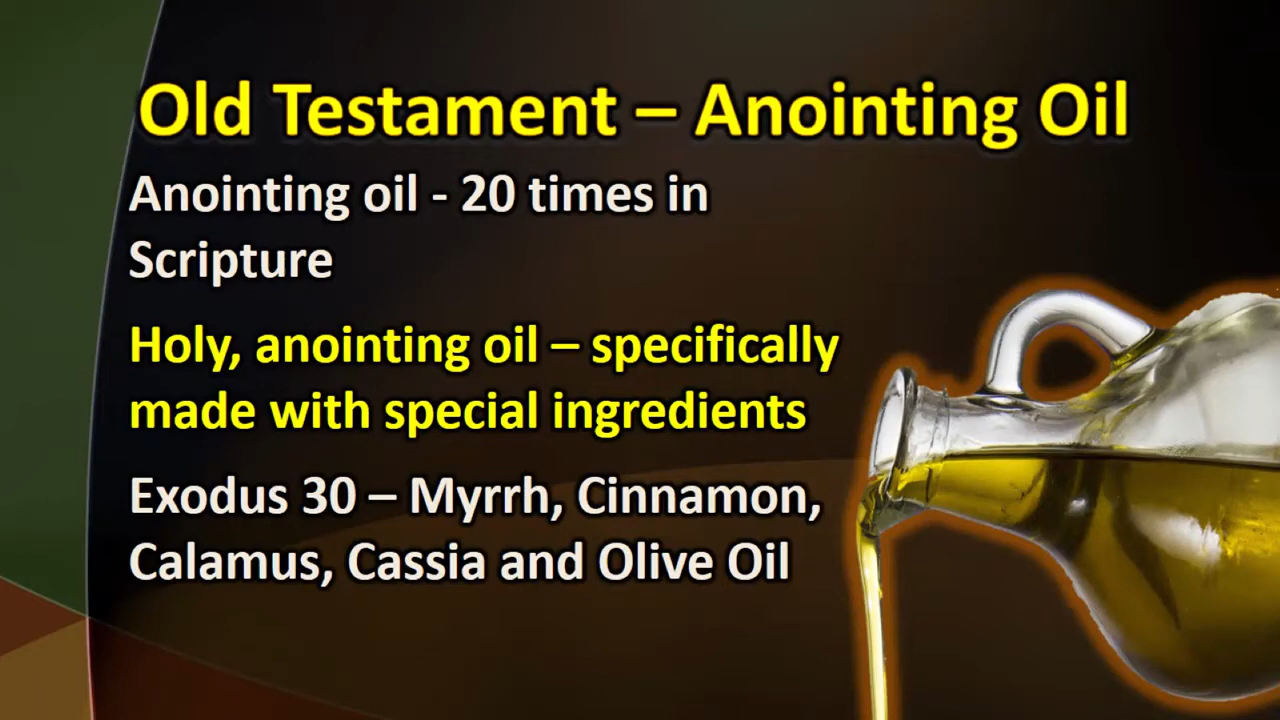 Old Testament – Anointing Oil
Anointing oil - 20 times in
Scripture
Holy, anointing oil – specifically
made with special ingredients
Exodus 30 – Myrrh, Cinnamon,
Calamus, Cassia and Olive Oil